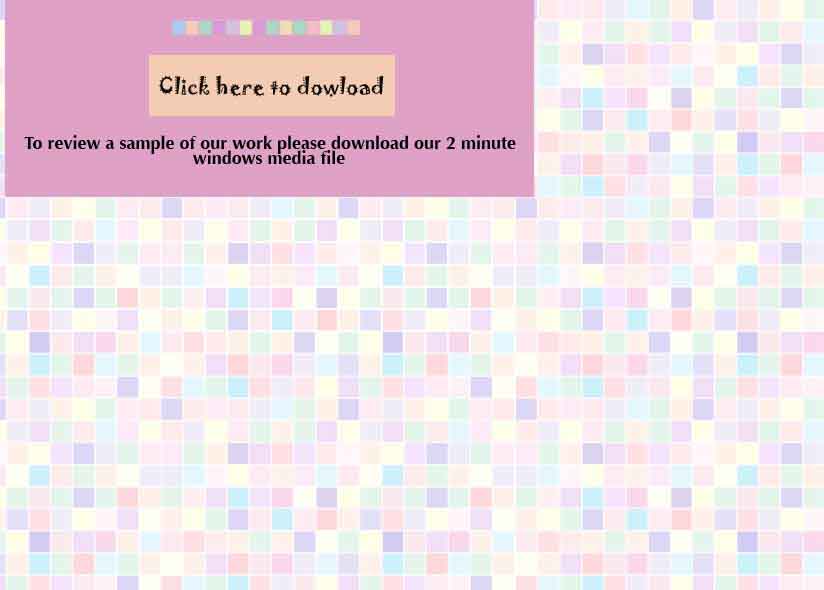 Click here to dowload
To review a sample of our work please download our 2 minute
windows media file